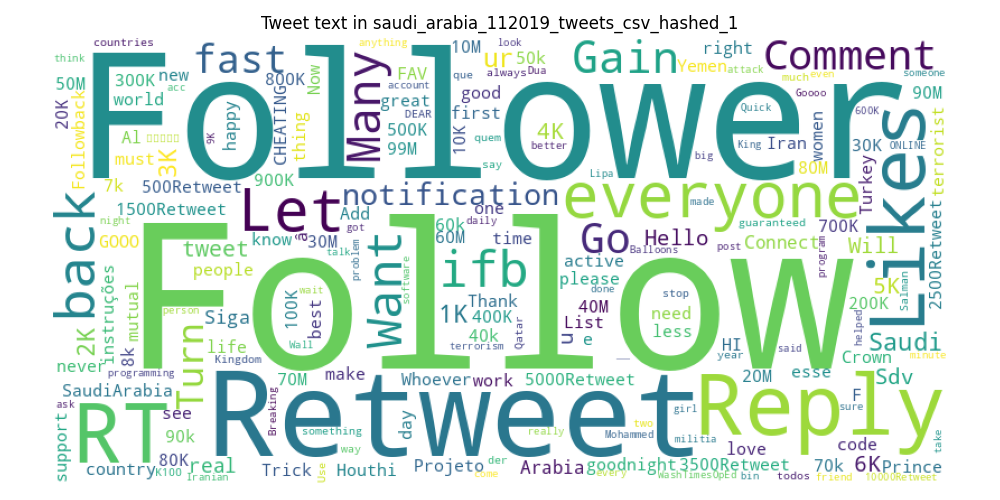 Tweet text in saudi_arabia_112019_tweets_csv_hashed_1
countries
think
50M
20K
Followback
300K
new
acc
world
Al
must
7k
3K
fast
800K
happy
9K
CHEATING
thing
Now
Many
anything
FAV
account
DEAR
great
500K
99M
10M
que
good
first
10K
look
always
Dua
ur
50k
quem
say
4K
better
Gain
right
Yemen
attack
Comment
much
even
someone
Goooo
90M
Quick
King
Iran
big
women
80M
600K
30K
ONLINE
Turkey
terrorist
Follower
500Retweet
900K
1500Retweet
back
night
GOOO
tweet
people
know
Let
notification
Add
got
a
30M
talk
problem
one
daily
60k
60M
time
Lipa
made
everyone
Go
Hello
Balloons
post
guaranteed
Connect
700K
program
Will
Likes
2500Retweet
Follow
instruções
mutual
2K
8k
never
person
Turn
Siga
life
Kingdom
100K
wait
Wall
best
Want
software
ifb
active
please
1K
Thank
400K
40k
terrorism
Qatar
u
done
40M
List
e
stop
need
less
HI
year
said
5K
200K
Salman
helped
Saudi
Crown
minute
programming
SaudiArabia
70M
make
Whoever
work
5000Retweet
20M
esse
Sdv
ask
RT
see
90k
Retweet
Breaking
something
way
day
really
two
Mohammed
girl
militia
Reply
F
sure
love
code
take
support
country
80K
K100
real
Iranian
Trick
Use
Houthi
come
Projeto
der
every
Arabia
goodnight
WashTimesOpEd
3500Retweet
bin
todos
70k
friend
6K
Prince
10000Retweet